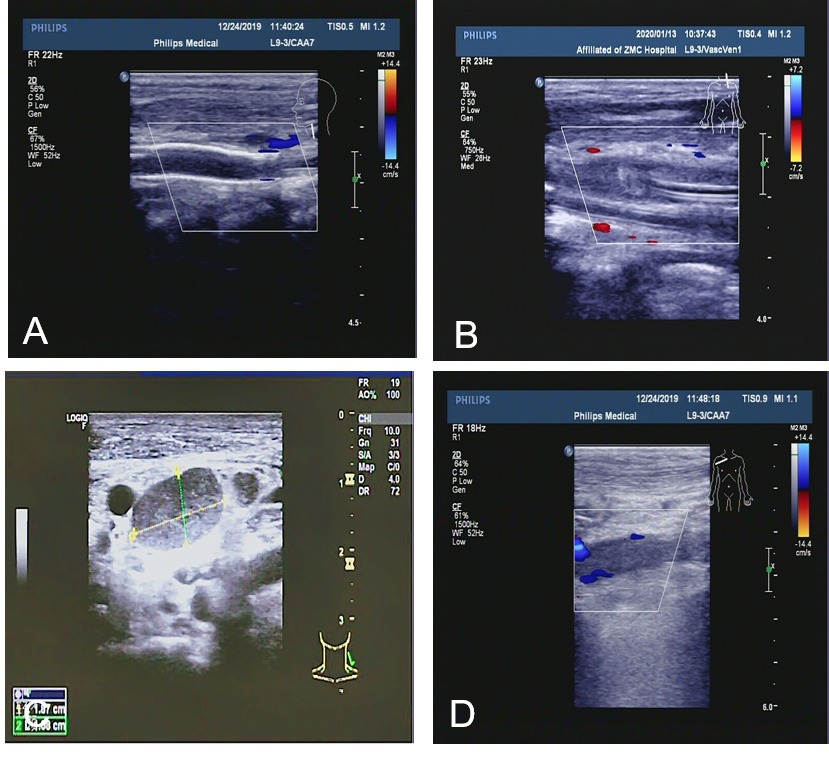 PHILIPS
12/24/2019 11:40:24 TIS0.5 MI 1.2
Philips Medical L9-3/CAA7
FR 22Hz
R1
2D
56%
C 50
P Low
Gen
CF
67%
1500Hz
WF 52Hz
Low
M2 M3
+14.4
-14.4
cm/s
x
4.5
A
PHILIPS
2020/01/13 10:37:43 TIS0.4 MI 1.2
Affiliated of ZMC Hospital L9-3/VascVen1
FR 23Hz
R1
2D
55%
C 50
P Low
Gen
CF
64%
750Hz
WF 28Hz
Med
M2 M3
+7.2
-7.2
cm/s
x
4.0
B
LOGIQ
F
FR 19
AO% 100
CHI
Frq 10.0
Gn 31
S/A 3/3
Map C/0
D 4.0
DR 72
0
1
2
3
1
2
cm
cm
C
PHILIPS
12/24/2019 11:48:18 TIS0.9 MI 1.1
Philips Medical L9-3/CAA7
FR 18Hz
R1
2D
64%
C 50
P Low
Gen
CF
61%
1500Hz
WF 52Hz
Low
M2 M3
+14.4
-14.4
cm/s
x
6.0
D